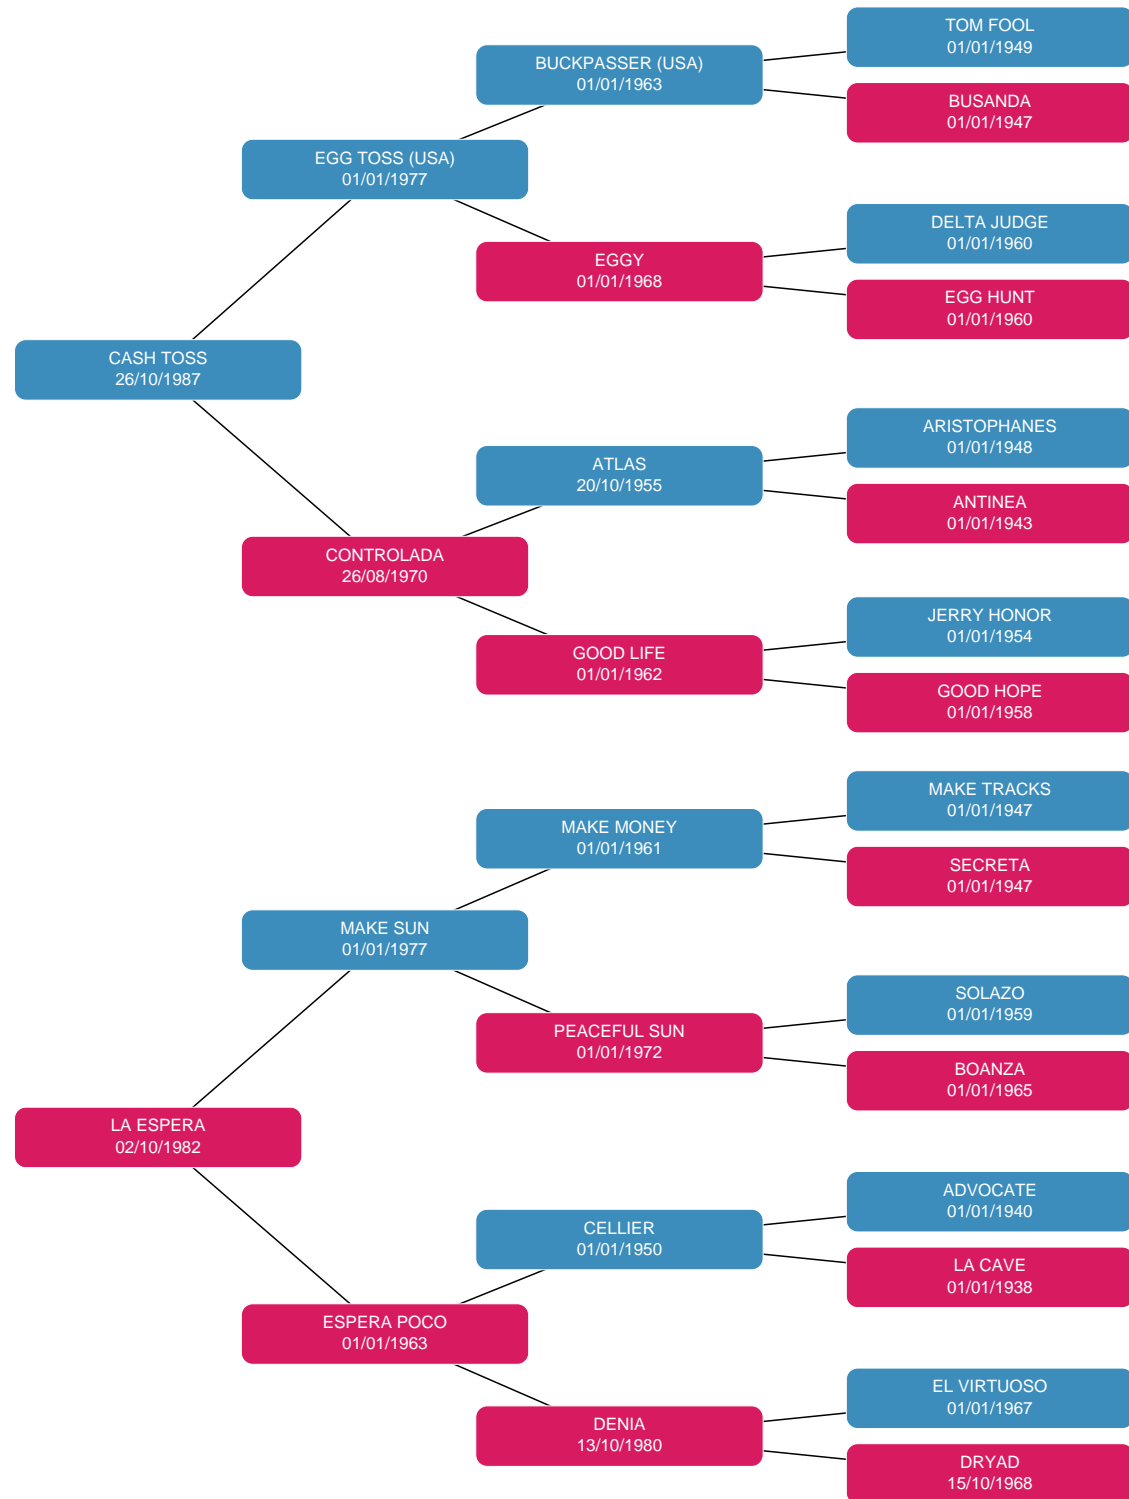 TOM FOOL
01/01/1949
BUCKPASSER (USA)
01/01/1963
BUSANDA
01/01/1947
EGG TOSS (USA)
01/01/1977
DELTA JUDGE
01/01/1960
EGGY
01/01/1968
EGG HUNT
01/01/1960
CASH TOSS
26/10/1987
ARISTOPHANES
01/01/1948
ATLAS
20/10/1955
ANTINEA
01/01/1943
CONTROLADA
26/08/1970
JERRY HONOR
01/01/1954
GOOD LIFE
01/01/1962
GOOD HOPE
01/01/1958
MAKE TRACKS
01/01/1947
MAKE MONEY
01/01/1961
SECRETA
01/01/1947
MAKE SUN
01/01/1977
SOLAZO
01/01/1959
PEACEFUL SUN
01/01/1972
BOANZA
01/01/1965
LA ESPERA
02/10/1982
ADVOCATE
01/01/1940
CELLIER
01/01/1950
LA CAVE
01/01/1938
ESPERA POCO
01/01/1963
EL VIRTUOSO
01/01/1967
DENIA
13/10/1980
DRYAD
15/10/1968